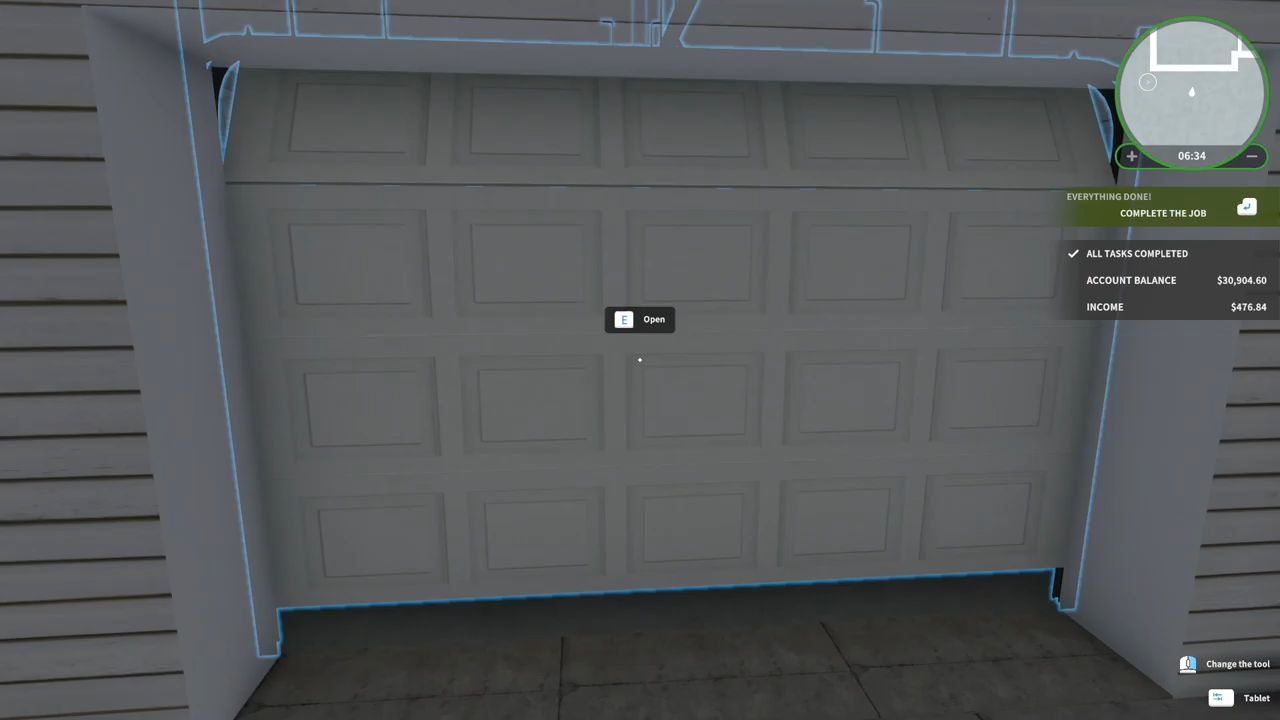 06:34
EVERYTHING DONE!
COMPLETE THE JOB
ALL TASKS COMPLETED
ACCOUNT BALANCE $30,904.60
INCOME $476.84
E Open
Change the tool
Tablet